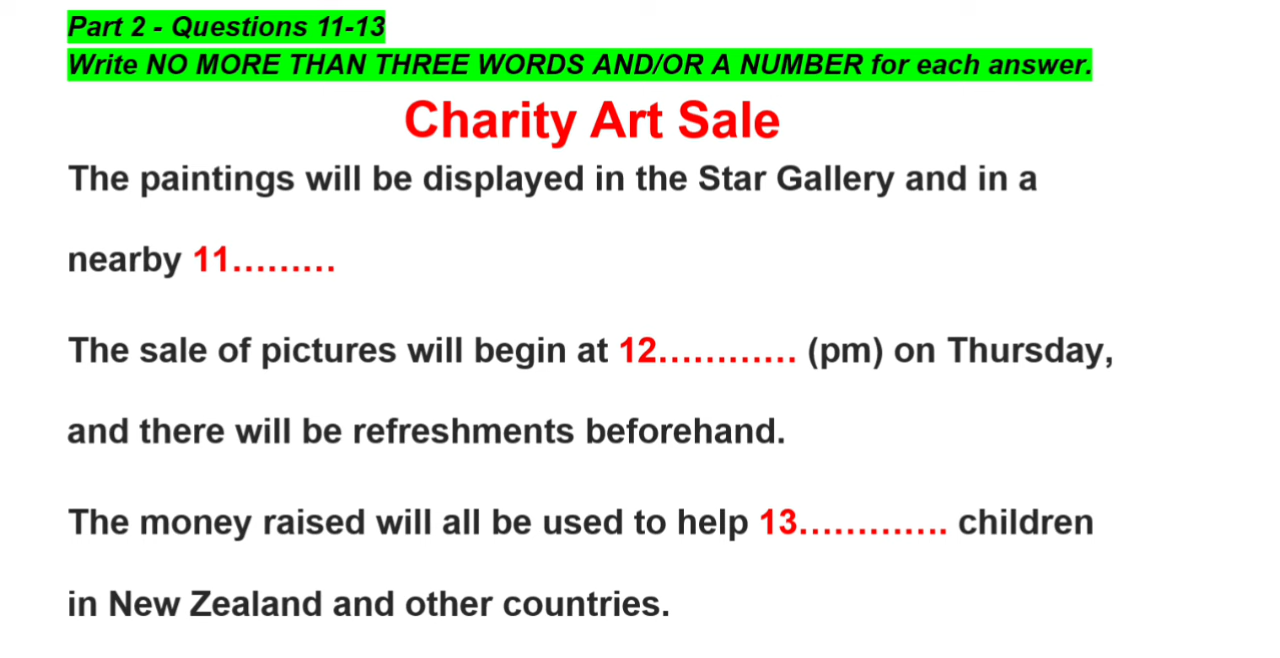 Part 2 - Questions 11-13
Write NO MORE THAN THREE WORDS AND/OR A NUMBER for each answer.
Charity Art Sale
The paintings will be displayed in the Star Gallery and in a
nearby 11.........
The sale of pictures will begin at 12............ (pm) on Thursday,
and there will be refreshments beforehand.
The money raised will all be used to help 13............. children
in New Zealand and other countries.